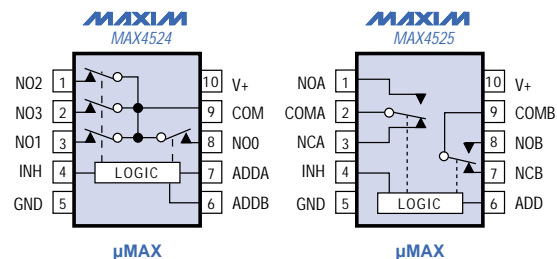 MAXIM
MAX4524
NO2 1
NO3 2
NO1 3
INH 4
GND 5
10 V+
9 COM
8 NO0
7 ADDA
6 ADDB
LOGIC
µMAX
MAXIM
MAX4525
NOA 1
COMA 2
NCA 3
INH 4
GND 5
10 V+
9 COMB
8 NOB
7 NCB
6 ADD
LOGIC
µMAX